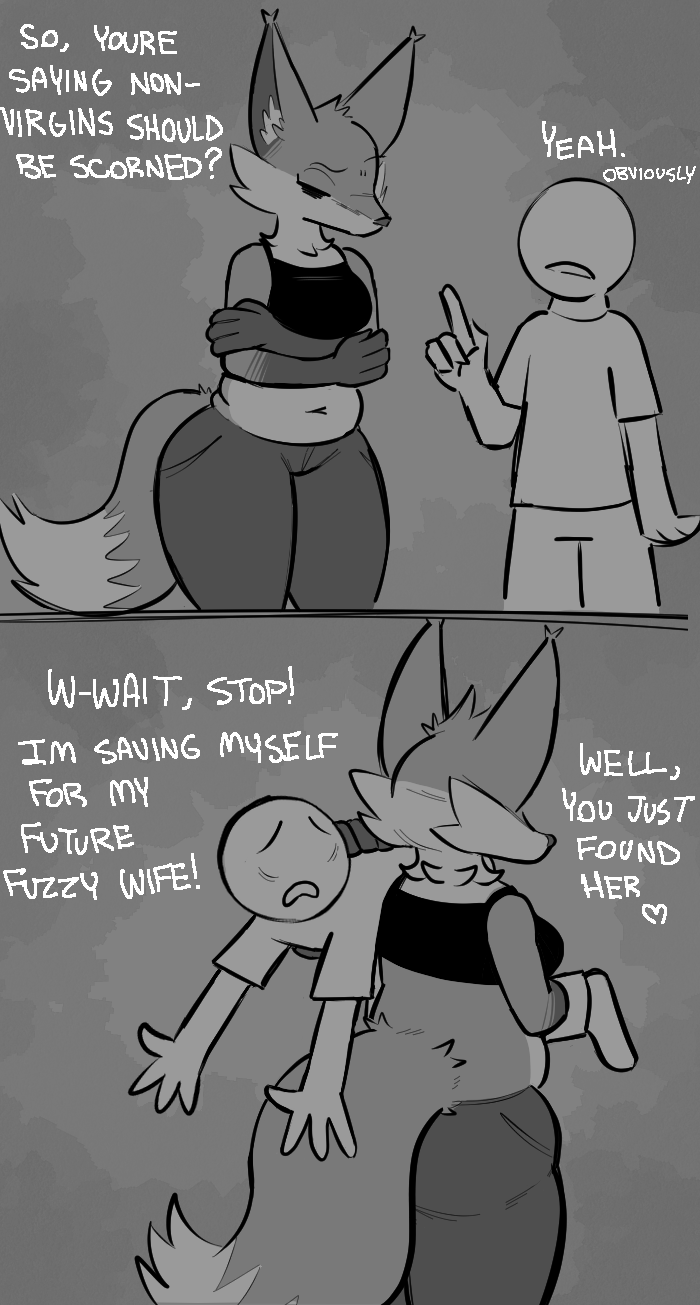 SO, YOURE
SAYING NON-
VIRGINS SHOULD
BE SCORNED?
YEAH.
OBVIOUSLY
W-WAIT, STOP!
IM SAVING MYSELF
FOR MY
FUTURE
FUZZY WIFE!
WELL,
YOU JUST
FOUND
HER
♡